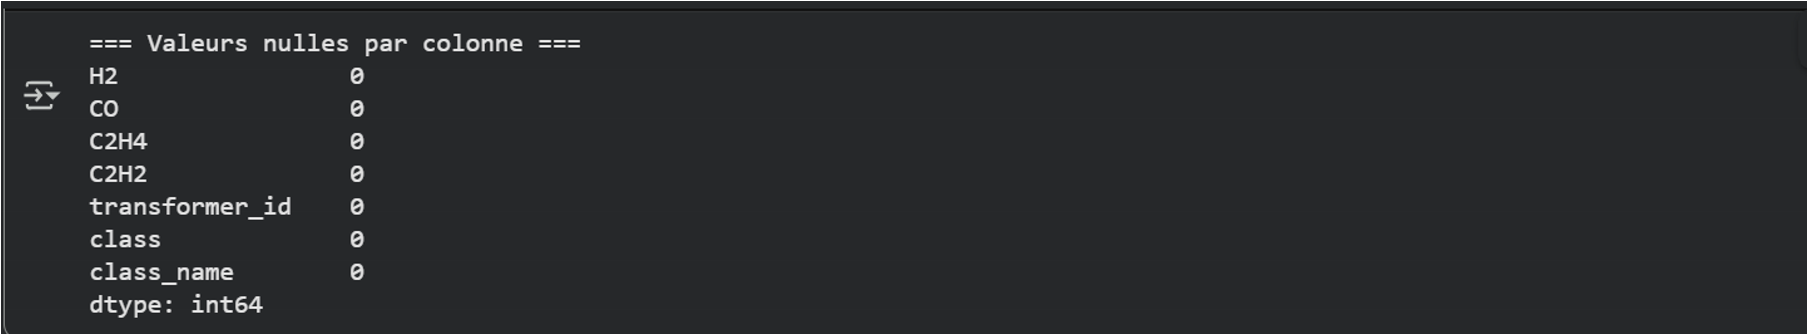 === Valeurs nulles par colonne ===
H2 0
CO 0
C2H4 0
C2H2 0
transformer_id 0
class 0
class_name 0
dtype: int64